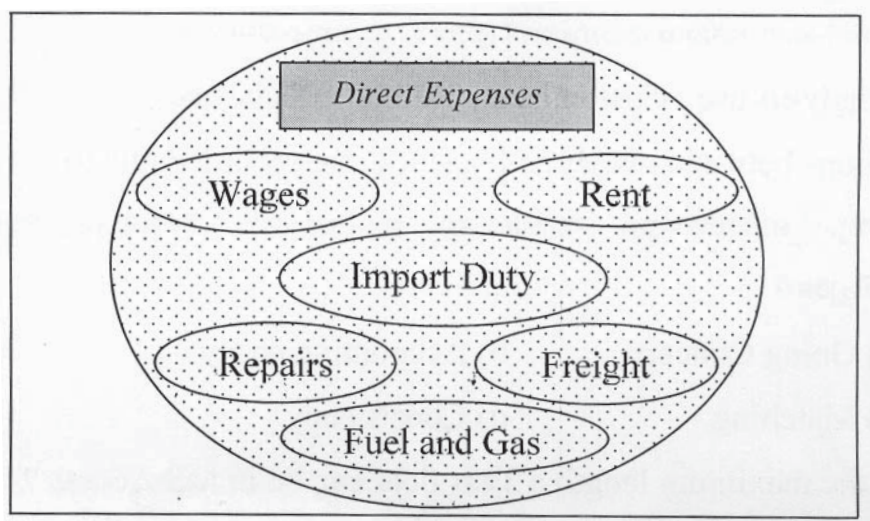 Direct Expenses
Wages
Rent
Import Duty
Repairs
Freight
Fuel and Gas